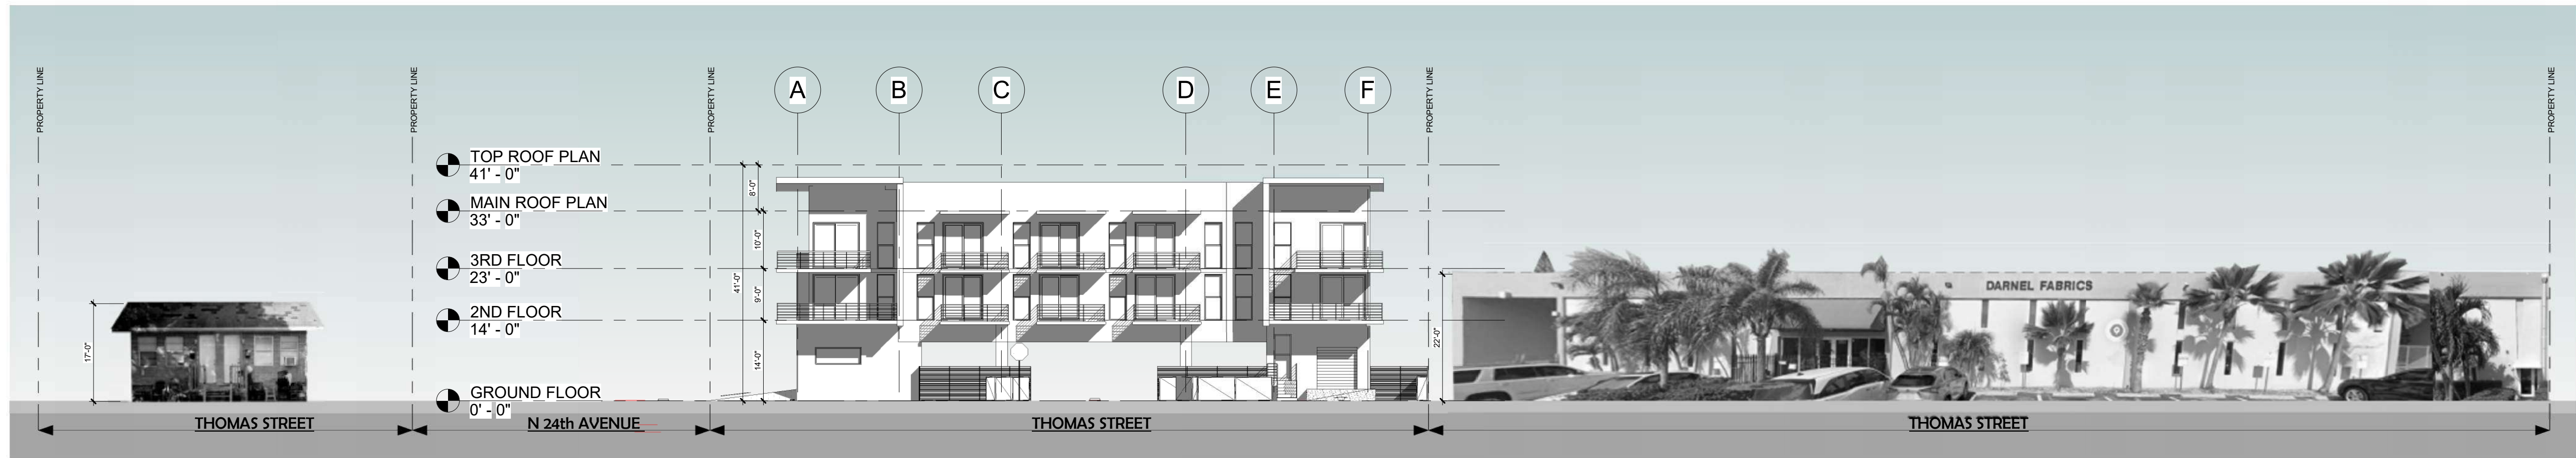 PROPERTY LINE
PROPERTY LINE
PROPERTY LINE
A
B
C
D
E
F
PROPERTY LINE
PROPERTY LINE
TOP ROOF PLAN
41' - 0"
MAIN ROOF PLAN
33' - 0"
3RD FLOOR
23' - 0"
2ND FLOOR
14' - 0"
GROUND FLOOR
0' - 0"
17'-0"
41'-0"
8'-0"
10'-0"
9'-0"
14'-0"
22'-0"
DARNEL FABRICS
THOMAS STREET
N 24th AVENUE
THOMAS STREET
THOMAS STREET